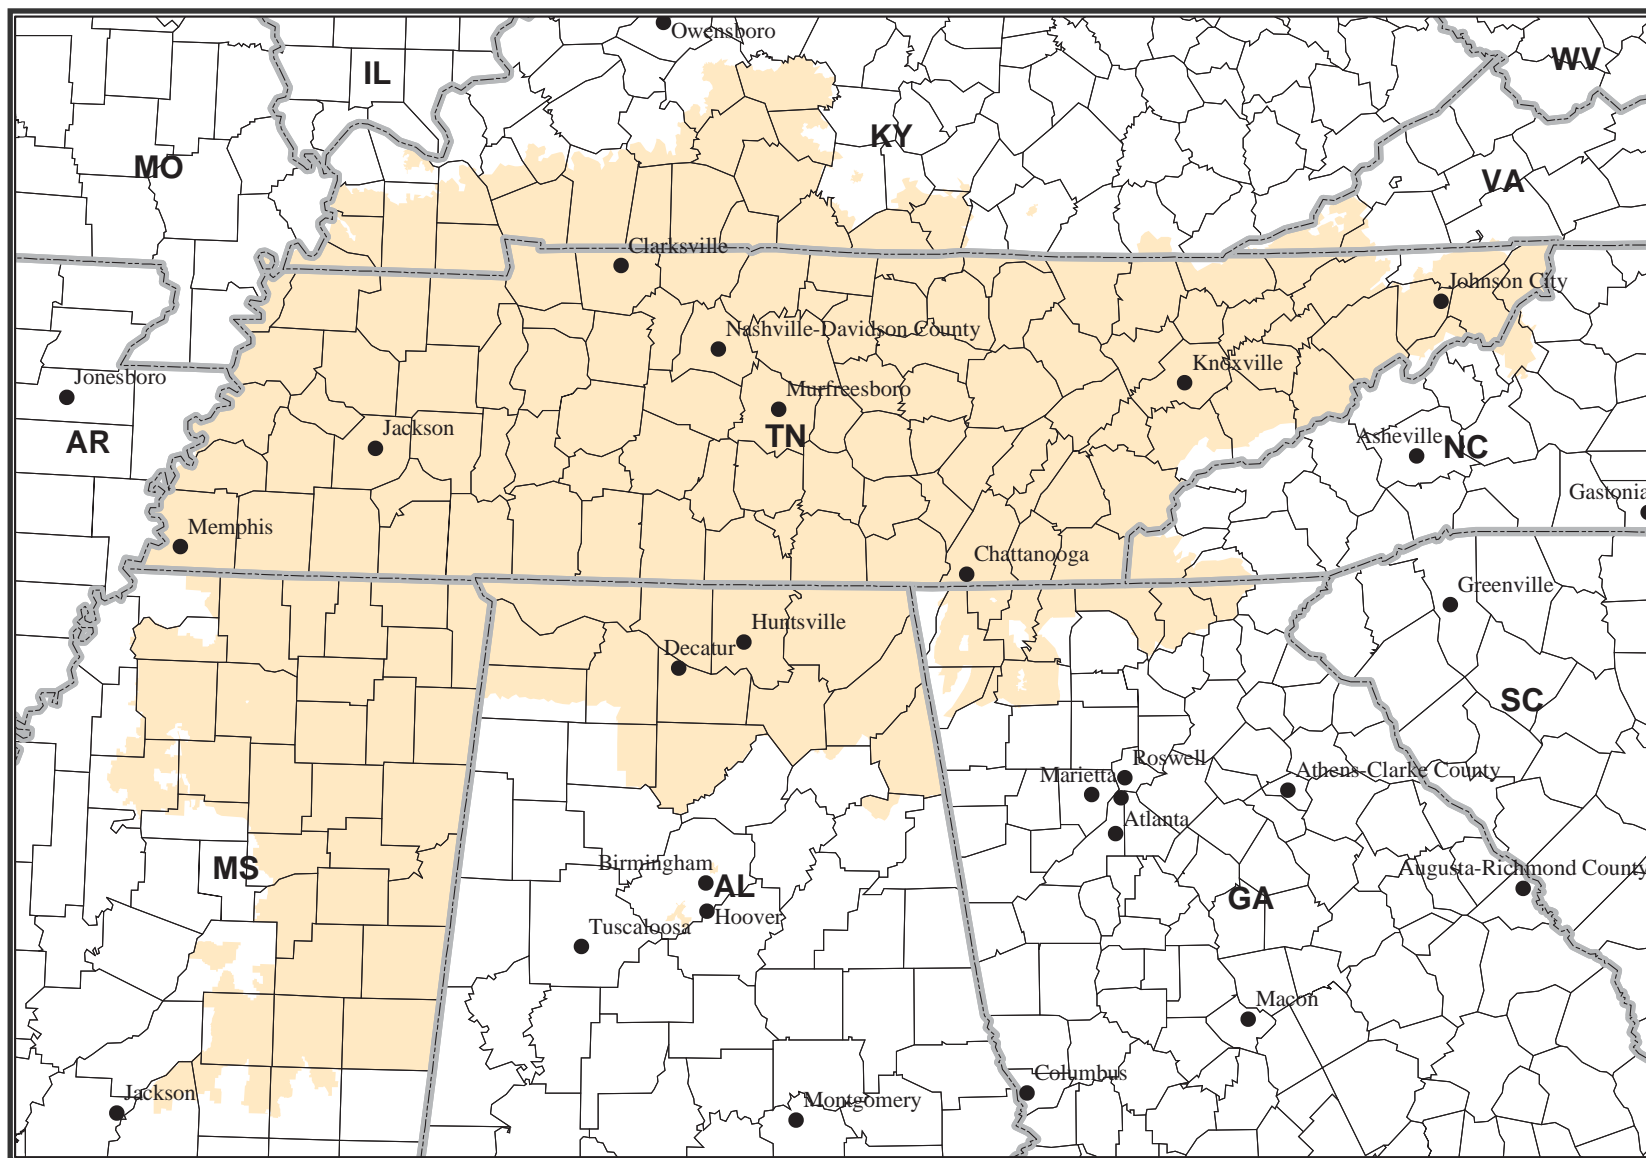 Owensboro
WV
IL
KY
MO
VA
Clarksville
Johnson City
Nashville-Davidson County
Knoxville
Jonesboro
Murfreesboro
Jackson
TN
Asheville
NC
AR
Gastonia
Memphis
Chattanooga
Greenville
Huntsville
Decatur
SC
Roswell
Marietta
Athens-Clarke County
Atlanta
MS
Birmingham
AL
Augusta-Richmond County
GA
Hoover
Tuscaloosa
Macon
Columbus
Jackson
Montgomery